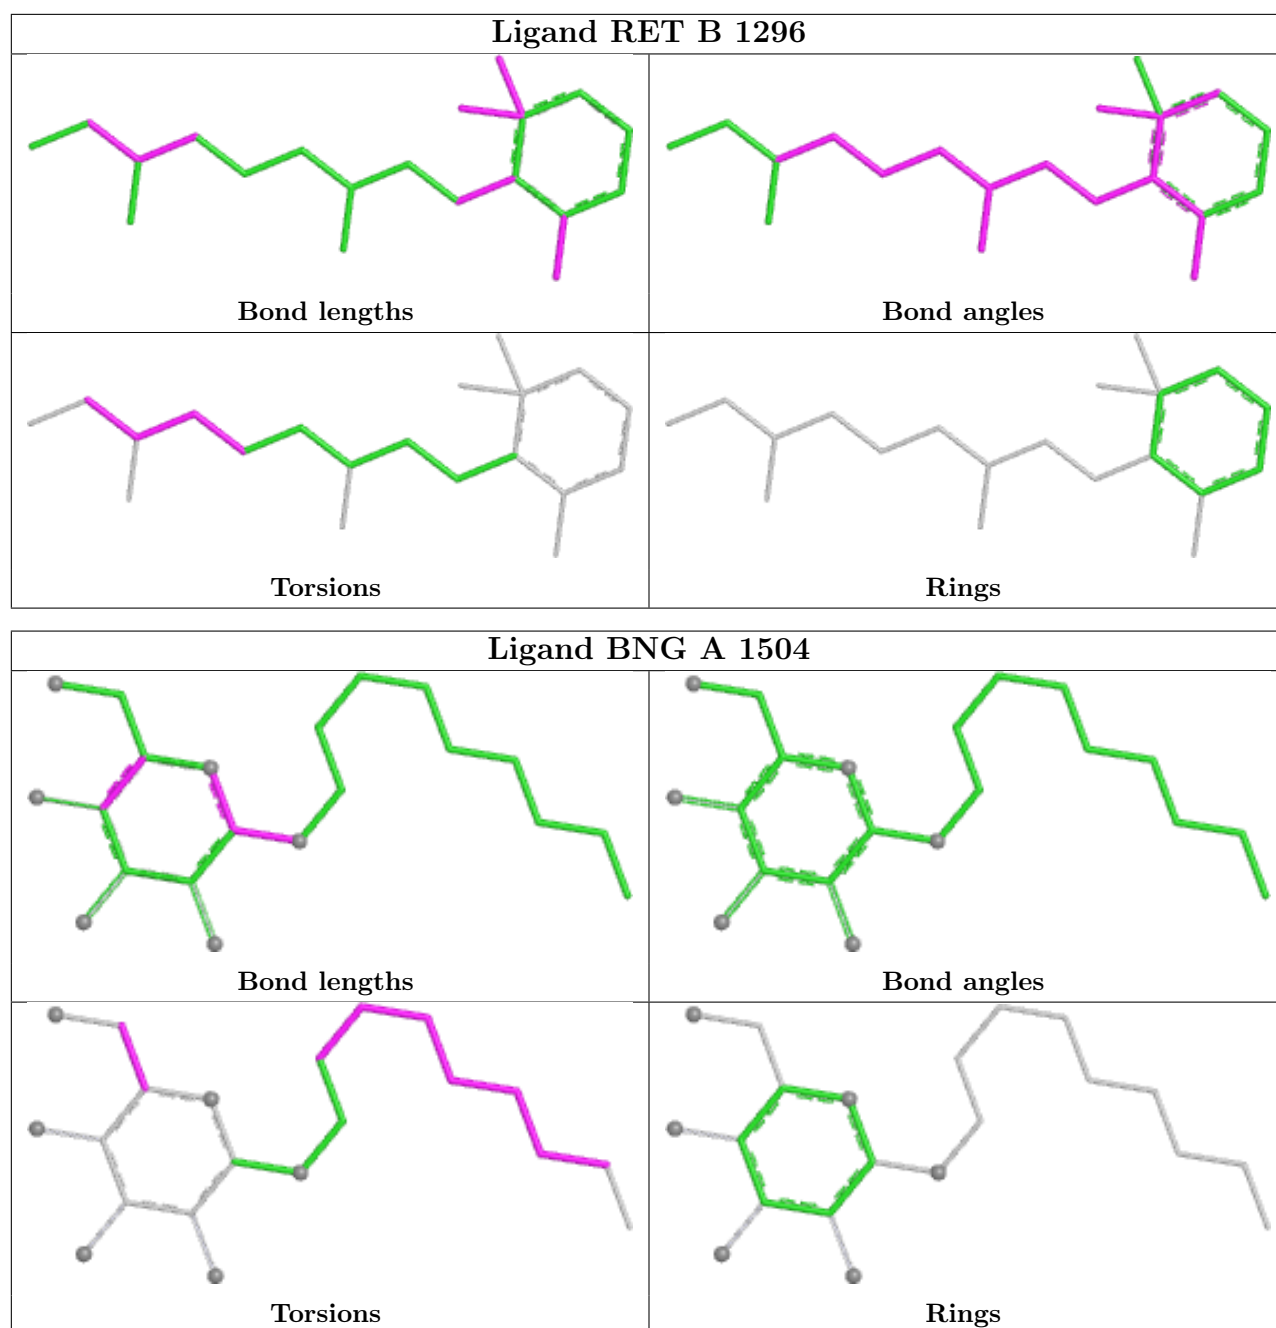 Ligand RET B 1296
Bond lengths
Bond angles
Torsions
Rings
Ligand BNG A 1504
Bond lengths
Bond angles
Torsions
Rings